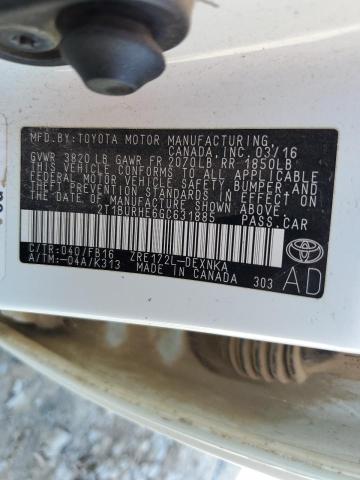 MFD.BY:TOYOTA MOTOR MANUFACTURING,
CANADA, INC. 03/16
GVWR 3820LB GAWR FR 2070LB RR 1850LB
THIS VEHICLE CONFORMS TO ALL APPLICABLE
FEDERAL MOTOR VEHICLE SAFETY, BUMPER, AND
THEFT PREVENTION STANDARDS IN EFFECT ON
THE DATE OF MANUFACTURE SHOWN ABOVE.
2T1BURHE6GC631885 PASS.CAR
C/TR:040/FB16 ZRE172L-DEXNKA
A/TM:-04A/K313 MADE IN CANADA 303 AD
TOYOTA